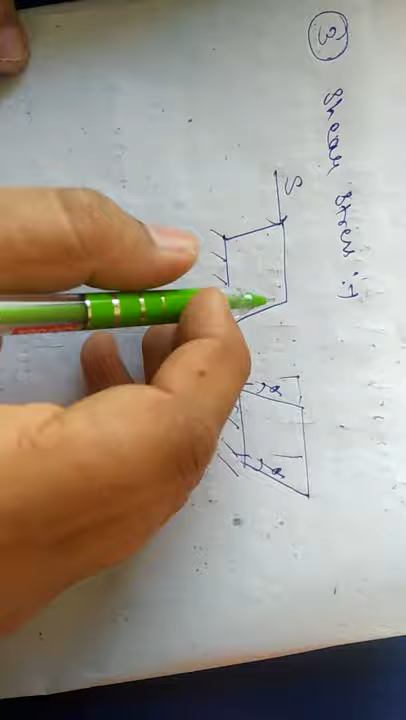 ③ Shear Stress :-
S
φ φ